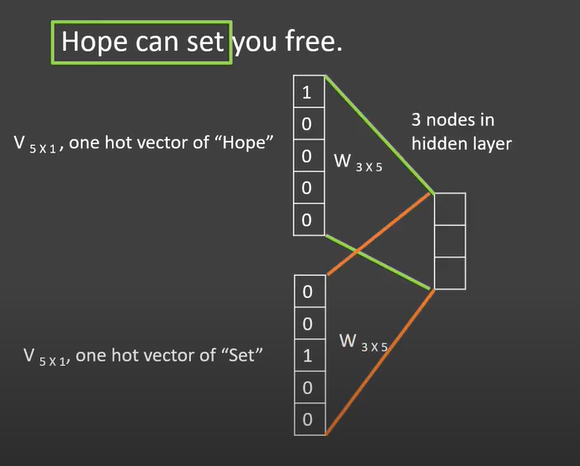 Hope can set you free.
V 5 X 1, one hot vector of “Hope”
1
0
0
0
0
W 3 X 5
3 nodes in
hidden layer
V 5 X 1, one hot vector of “Set”
0
0
1
0
0
W 3 X 5